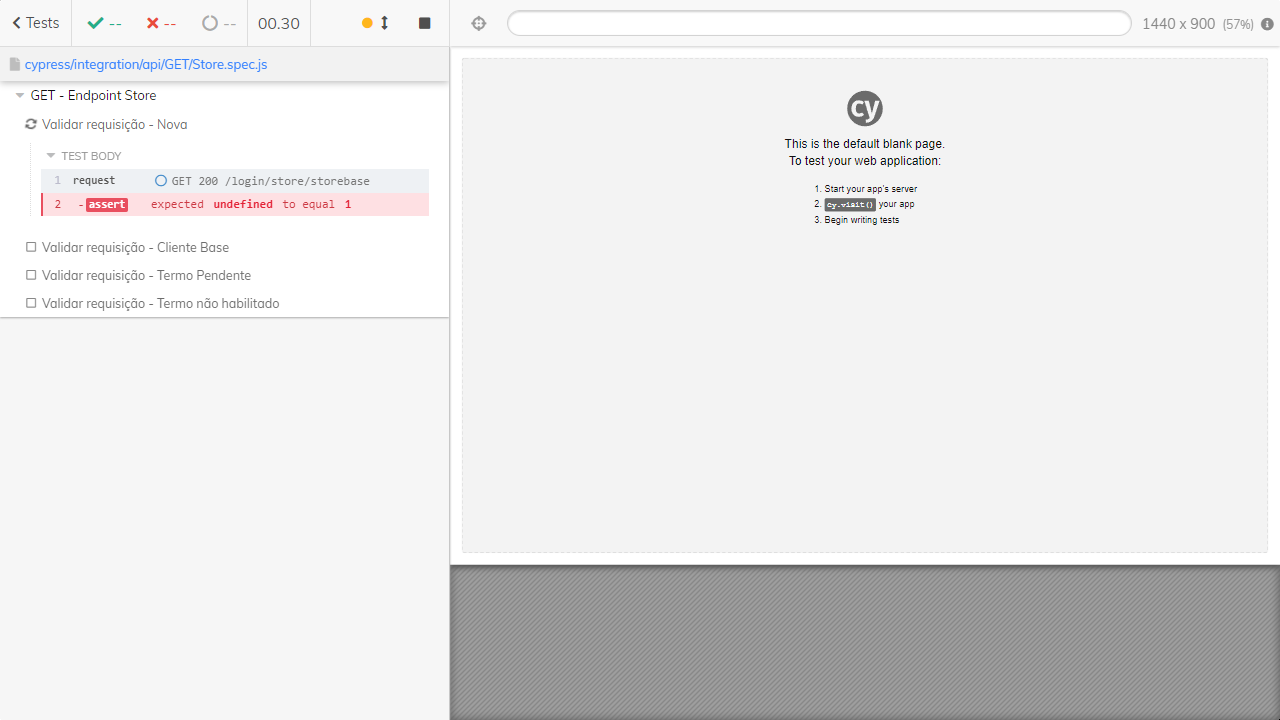 Tests -- -- -- 00.30 1440 x 900 (57%)
cypress/integration/api/GET/Store.spec.js
GET - Endpoint Store
Validar requisição - Nova
TEST BODY
1 request GET 200 /login/store/storebase
2 -assert expected undefined to equal 1
Validar requisição - Cliente Base
Validar requisição - Termo Pendente
Validar requisição - Termo não habilitado
cy
This is the default blank page.
To test your web application:
1. Start your app's server
2. cy.visit() your app
3. Begin writing tests